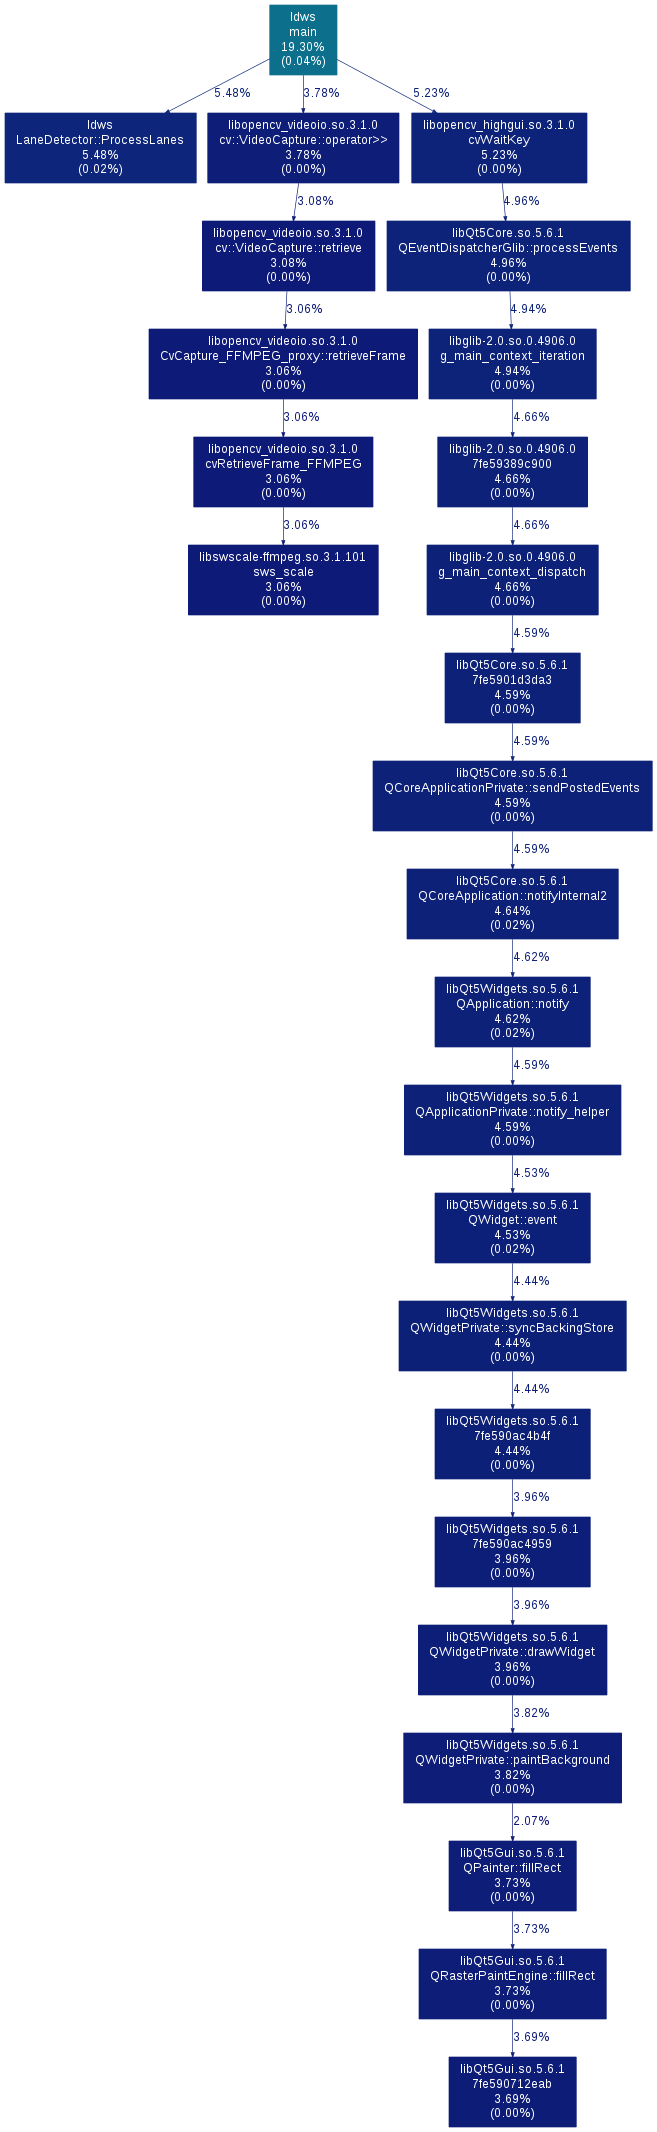 ldws
main
19.30%
(0.04%)
5.48%
3.78%
5.23%
ldws
LaneDetector::ProcessLanes
5.48%
(0.02%)
libopencv_videoio.so.3.1.0
cv::VideoCapture::operator>>
3.78%
(0.00%)
libopencv_highgui.so.3.1.0
cvWaitKey
5.23%
(0.00%)
3.08%
4.96%
libopencv_videoio.so.3.1.0
cv::VideoCapture::retrieve
3.08%
(0.00%)
libQt5Core.so.5.6.1
QEventDispatcherGlib::processEvents
4.96%
(0.00%)
3.06%
4.94%
libopencv_videoio.so.3.1.0
CvCapture_FFMPEG_proxy::retrieveFrame
3.06%
(0.00%)
libglib-2.0.so.0.4906.0
g_main_context_iteration
4.94%
(0.00%)
3.06%
4.66%
libopencv_videoio.so.3.1.0
cvRetrieveFrame_FFMPEG
3.06%
(0.00%)
libglib-2.0.so.0.4906.0
7fe59389c900
4.66%
(0.00%)
3.06%
4.66%
libswscale-ffmpeg.so.3.1.101
sws_scale
3.06%
(0.00%)
libglib-2.0.so.0.4906.0
g_main_context_dispatch
4.66%
(0.00%)
4.59%
libQt5Core.so.5.6.1
7fe5901d3da3
4.59%
(0.00%)
4.59%
libQt5Core.so.5.6.1
QCoreApplicationPrivate::sendPostedEvents
4.59%
(0.00%)
4.59%
libQt5Core.so.5.6.1
QCoreApplication::notifyInternal2
4.64%
(0.02%)
4.62%
libQt5Widgets.so.5.6.1
QApplication::notify
4.62%
(0.02%)
4.59%
libQt5Widgets.so.5.6.1
QApplicationPrivate::notify_helper
4.59%
(0.00%)
4.53%
libQt5Widgets.so.5.6.1
QWidget::event
4.53%
(0.02%)
4.44%
libQt5Widgets.so.5.6.1
QWidgetPrivate::syncBackingStore
4.44%
(0.00%)
4.44%
libQt5Widgets.so.5.6.1
7fe590ac4b4f
4.44%
(0.00%)
3.96%
libQt5Widgets.so.5.6.1
7fe590ac4959
3.96%
(0.00%)
3.96%
libQt5Widgets.so.5.6.1
QWidgetPrivate::drawWidget
3.96%
(0.00%)
3.82%
libQt5Widgets.so.5.6.1
QWidgetPrivate::paintBackground
3.82%
(0.00%)
2.07%
libQt5Gui.so.5.6.1
QPainter::fillRect
3.73%
(0.00%)
3.73%
libQt5Gui.so.5.6.1
QRasterPaintEngine::fillRect
3.73%
(0.00%)
3.69%
libQt5Gui.so.5.6.1
7fe590712eab
3.69%
(0.00%)